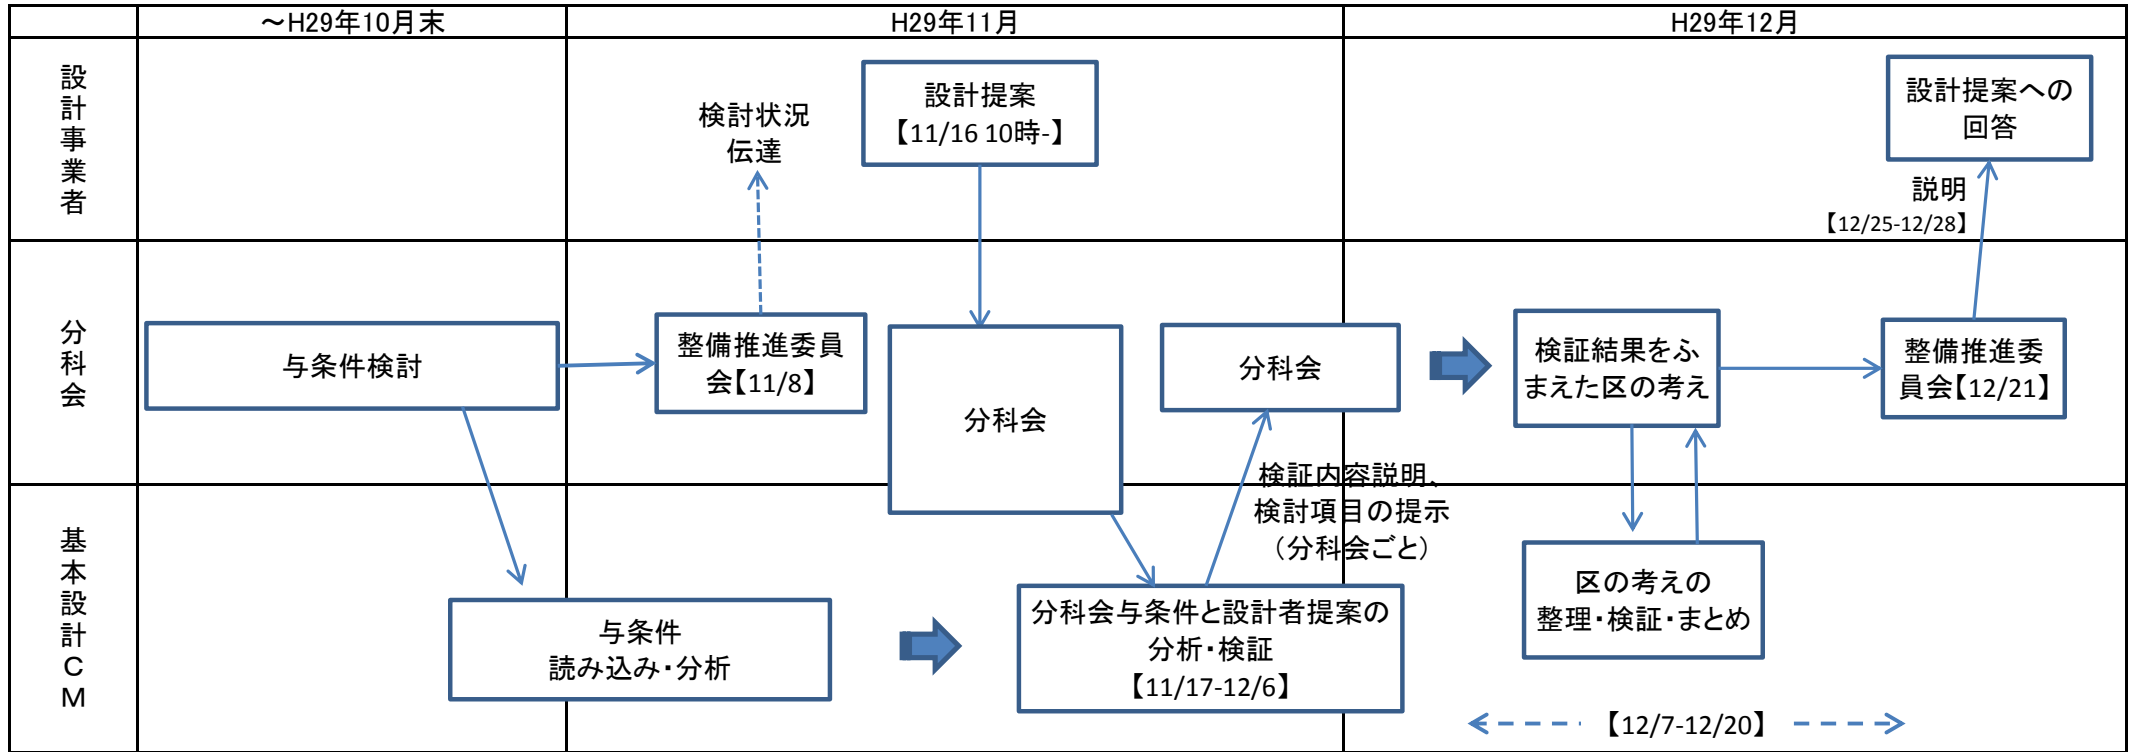 ～H29年10月末
H29年11月
H29年12月
設計事業者
検討状況
伝達
設計提案
【11/16 10時-】
設計提案への
回答
説明
【12/25-12/28】
分科会
与条件検討
整備推進委員
会【11/8】
分科会
分科会
検証結果をふ
まえた区の考え
整備推進委
員会【12/21】
検証内容説明、
検討項目の提示
（分科会ごと）
基本設計ＣＭ
与条件
読み込み・分析
分科会与条件と設計者提案の
分析・検証
【11/17-12/6】
区の考えの
整理・検証・まとめ
【12/7-12/20】